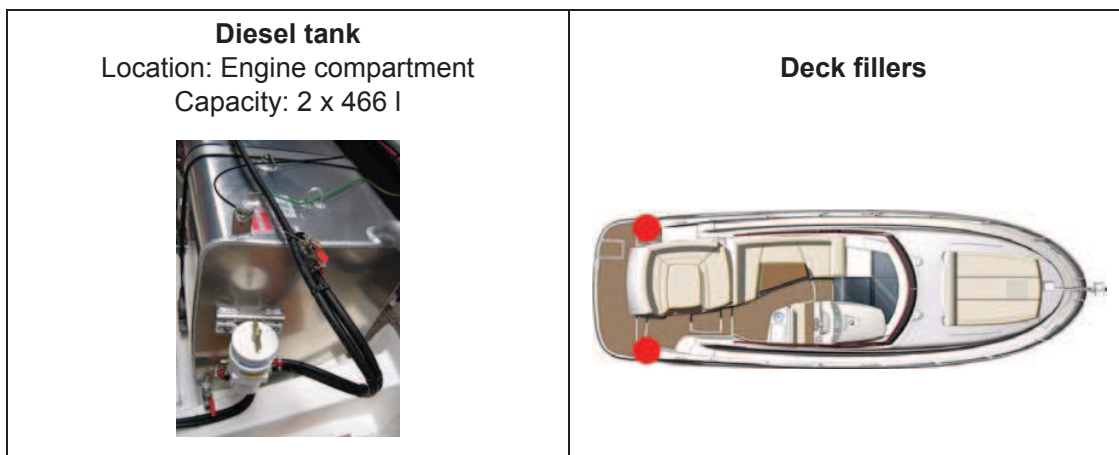 Diesel tank
Location: Engine compartment
Capacity: 2 x 466 l
Deck fillers